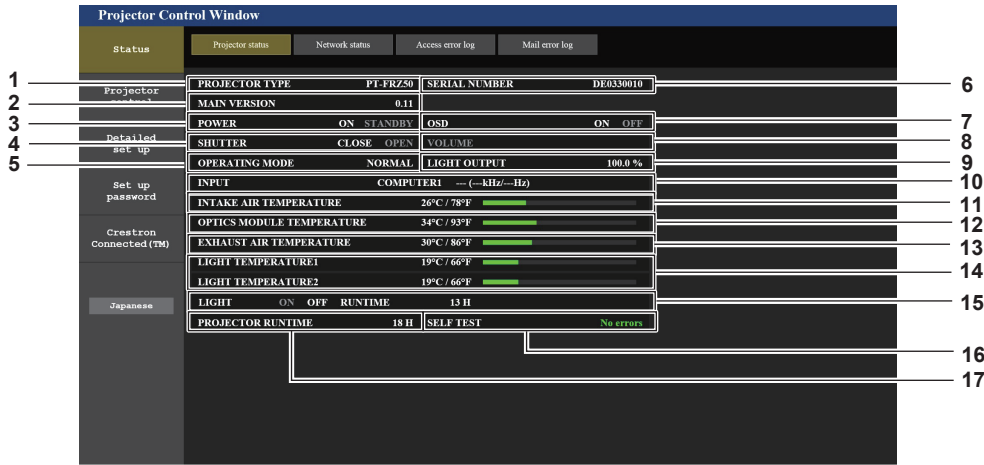 Projector Control Window
Status
Projector status
Network status
Access error log
Mail error log
Projector
control
Detailed
set up
Set up
password
Crestron
Connected(TM)
Japanese
1
PROJECTOR TYPE PT-FRZ50
SERIAL NUMBER DE0330010
6
2
MAIN VERSION 0.11
3
POWER ON STANDBY
OSD ON OFF
7
4
SHUTTER CLOSE OPEN
VOLUME
8
5
OPERATING MODE NORMAL
LIGHT OUTPUT 100.0 %
9
INPUT COMPUTER1 --- (---kHz/---Hz)
10
INTAKE AIR TEMPERATURE 26°C / 78°F
11
OPTICS MODULE TEMPERATURE 34°C / 93°F
12
EXHAUST AIR TEMPERATURE 30°C / 86°F
13
LIGHT TEMPERATURE1 19°C / 66°F
14
LIGHT TEMPERATURE2 19°C / 66°F
LIGHT ON OFF RUNTIME 13 H
15
PROJECTOR RUNTIME 18 H
SELF TEST No errors
16
17